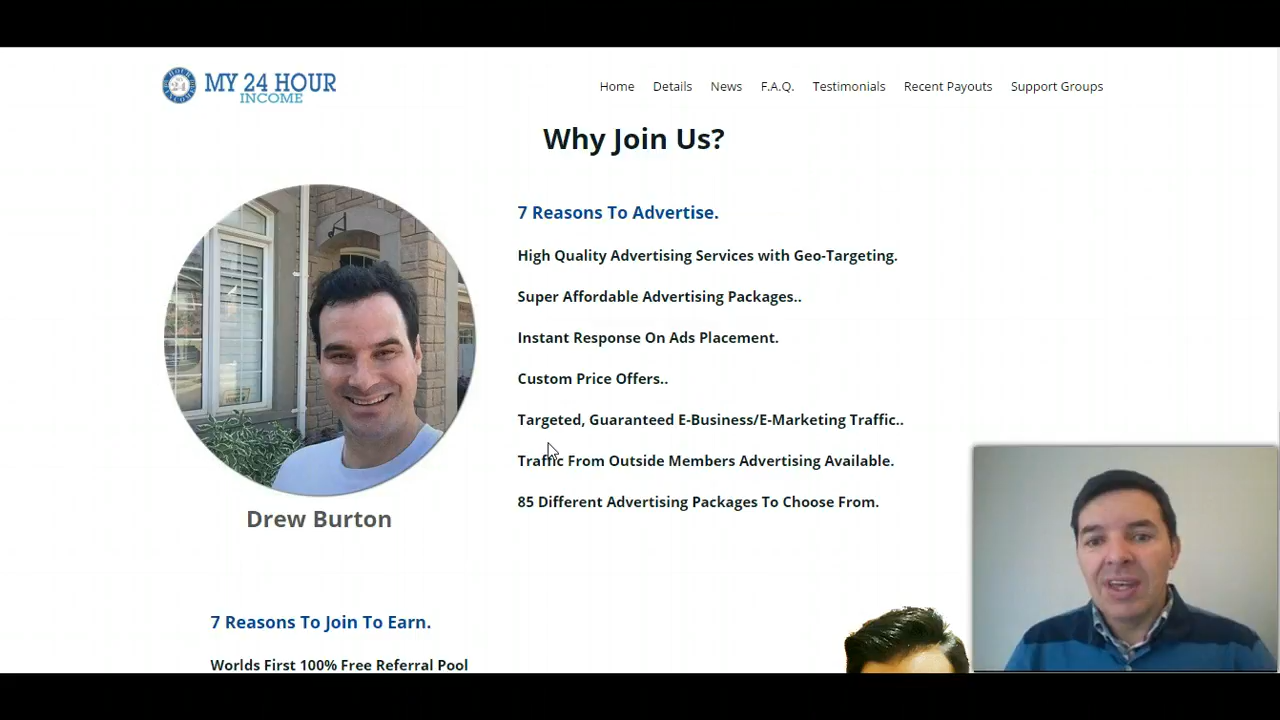 MY 24 HOUR
INCOME
Home Details News F.A.Q. Testimonials Recent Payouts Support Groups
Why Join Us?
7 Reasons To Advertise.
High Quality Advertising Services with Geo-Targeting.
Super Affordable Advertising Packages..
Instant Response On Ads Placement.
Custom Price Offers..
Targeted, Guaranteed E-Business/E-Marketing Traffic..
Traffic From Outside Members Advertising Available.
85 Different Advertising Packages To Choose From.
Drew Burton
7 Reasons To Join To Earn.
Worlds First 100% Free Referral Pool